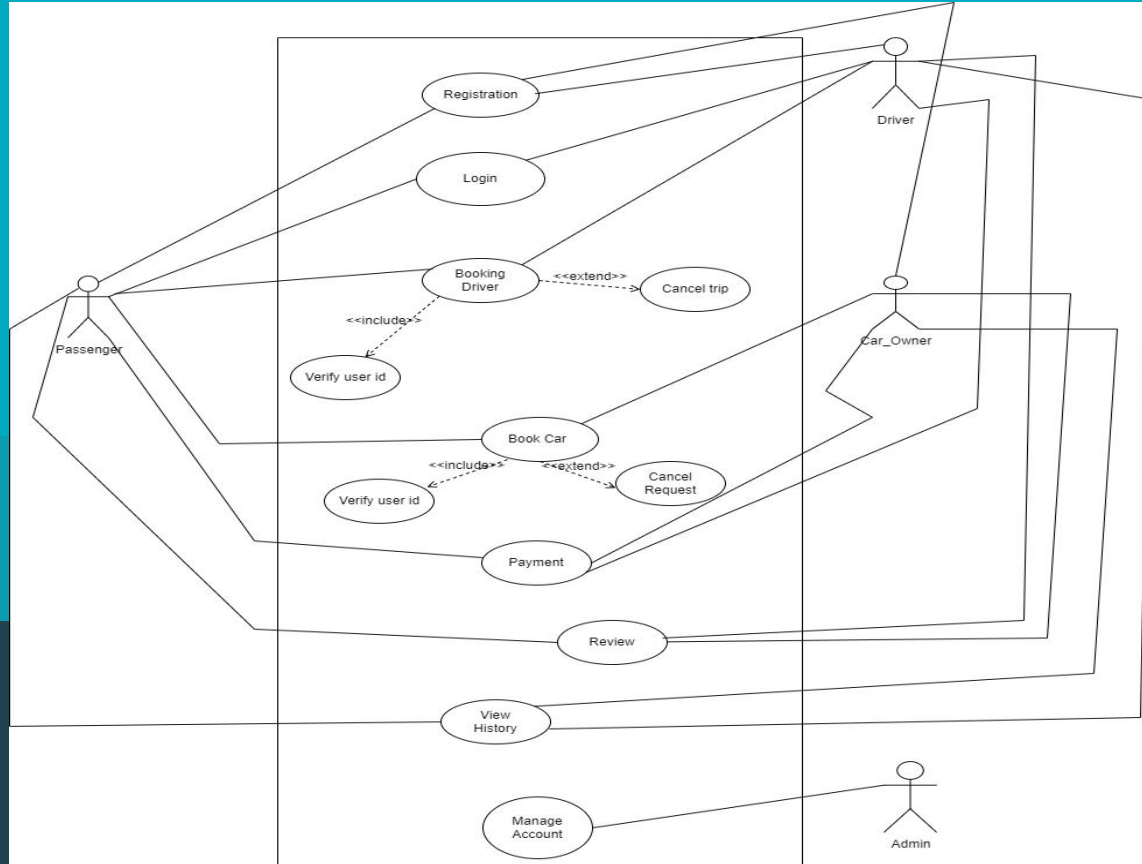 Registration
Driver
Login
Booking
Driver
<<extend>>
Cancel trip
<<include>>
Passenger
Car_Owner
Verify user id
Book Car
<<include>>
<<extend>>
Cancel
Request
Verify user id
Payment
Review
View
History
Manage
Account
Admin